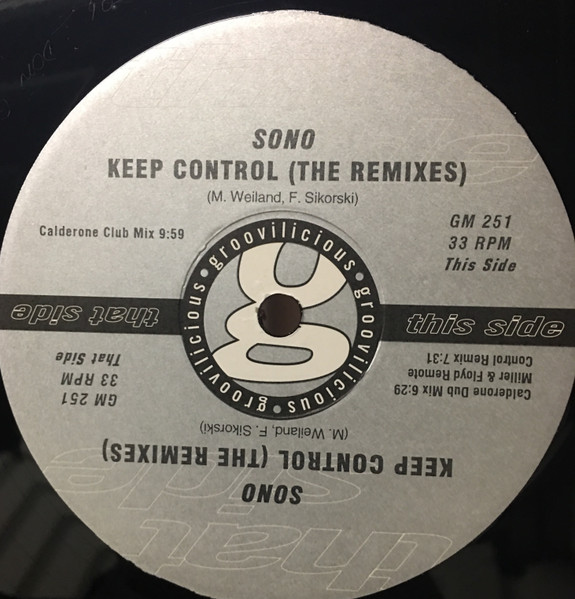 SONO
KEEP CONTROL (THE REMIXES)
(M. Weiland, F. Sikorski)
Calderone Club Mix 9:59
GM 251
33 RPM
This Side
groovilicious • groovilicious • groovilicious •
g
this side
that side
SONO
KEEP CONTROL (THE REMIXES)
(M. Weiland, F. Sikorski)
GM 251
33 RPM
That Side
Calderone Dub Mix 6:29
Miller & Floyd Remote
Control Remix 7:31
that
side